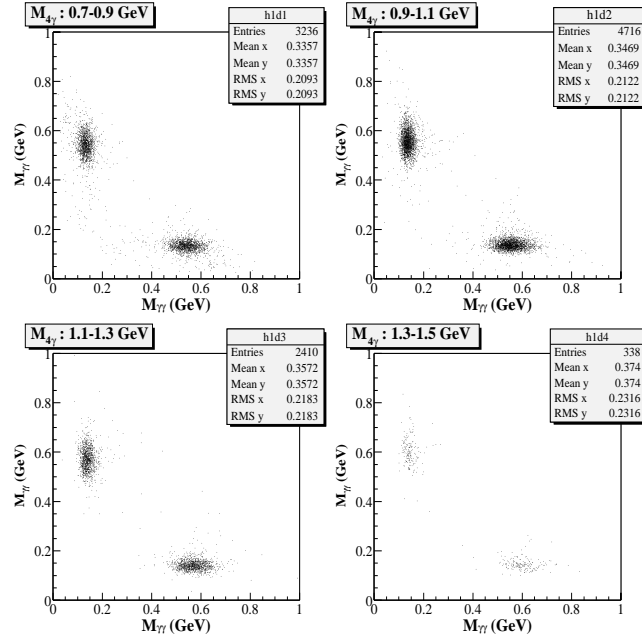 M4γ : 0.7-0.9 GeV
h1d1
Entries 3236
Mean x 0.3357
Mean y 0.3357
RMS x 0.2093
RMS y 0.2093
1
0.8
0.6
0.4
0.2
0
Mγγ (GeV)
0 0.2 0.4 0.6 0.8 1
Mγγ (GeV)
M4γ : 0.9-1.1 GeV
h1d2
Entries 4716
Mean x 0.3469
Mean y 0.3469
RMS x 0.2122
RMS y 0.2122
1
0.8
0.6
0.4
0.2
0
Mγγ (GeV)
0 0.2 0.4 0.6 0.8 1
Mγγ (GeV)
M4γ : 1.1-1.3 GeV
h1d3
Entries 2410
Mean x 0.3572
Mean y 0.3572
RMS x 0.2183
RMS y 0.2183
1
0.8
0.6
0.4
0.2
0
Mγγ (GeV)
0 0.2 0.4 0.6 0.8 1
Mγγ (GeV)
M4γ : 1.3-1.5 GeV
h1d4
Entries 338
Mean x 0.374
Mean y 0.374
RMS x 0.2316
RMS y 0.2316
1
0.8
0.6
0.4
0.2
0
Mγγ (GeV)
0 0.2 0.4 0.6 0.8 1
Mγγ (GeV)